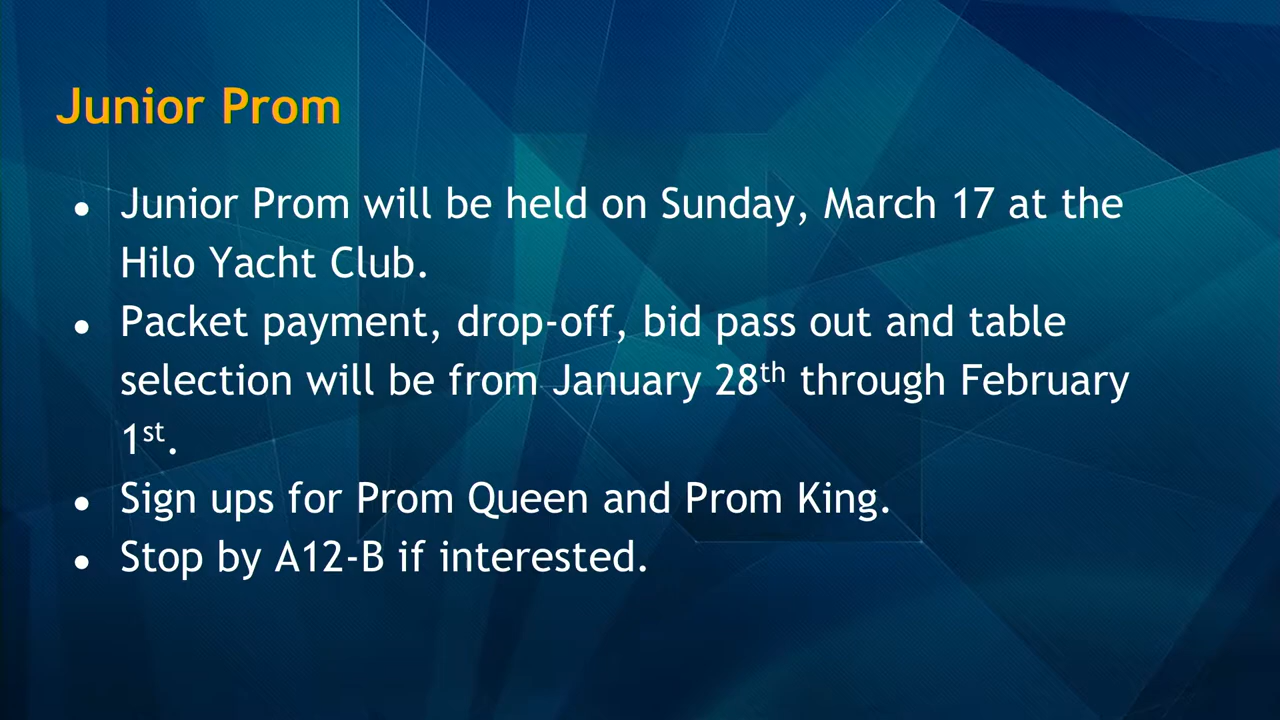 Junior Prom
● Junior Prom will be held on Sunday, March 17 at the
Hilo Yacht Club.
● Packet payment, drop-off, bid pass out and table
selection will be from January 28th through February
1st.
● Sign ups for Prom Queen and Prom King.
● Stop by A12-B if interested.